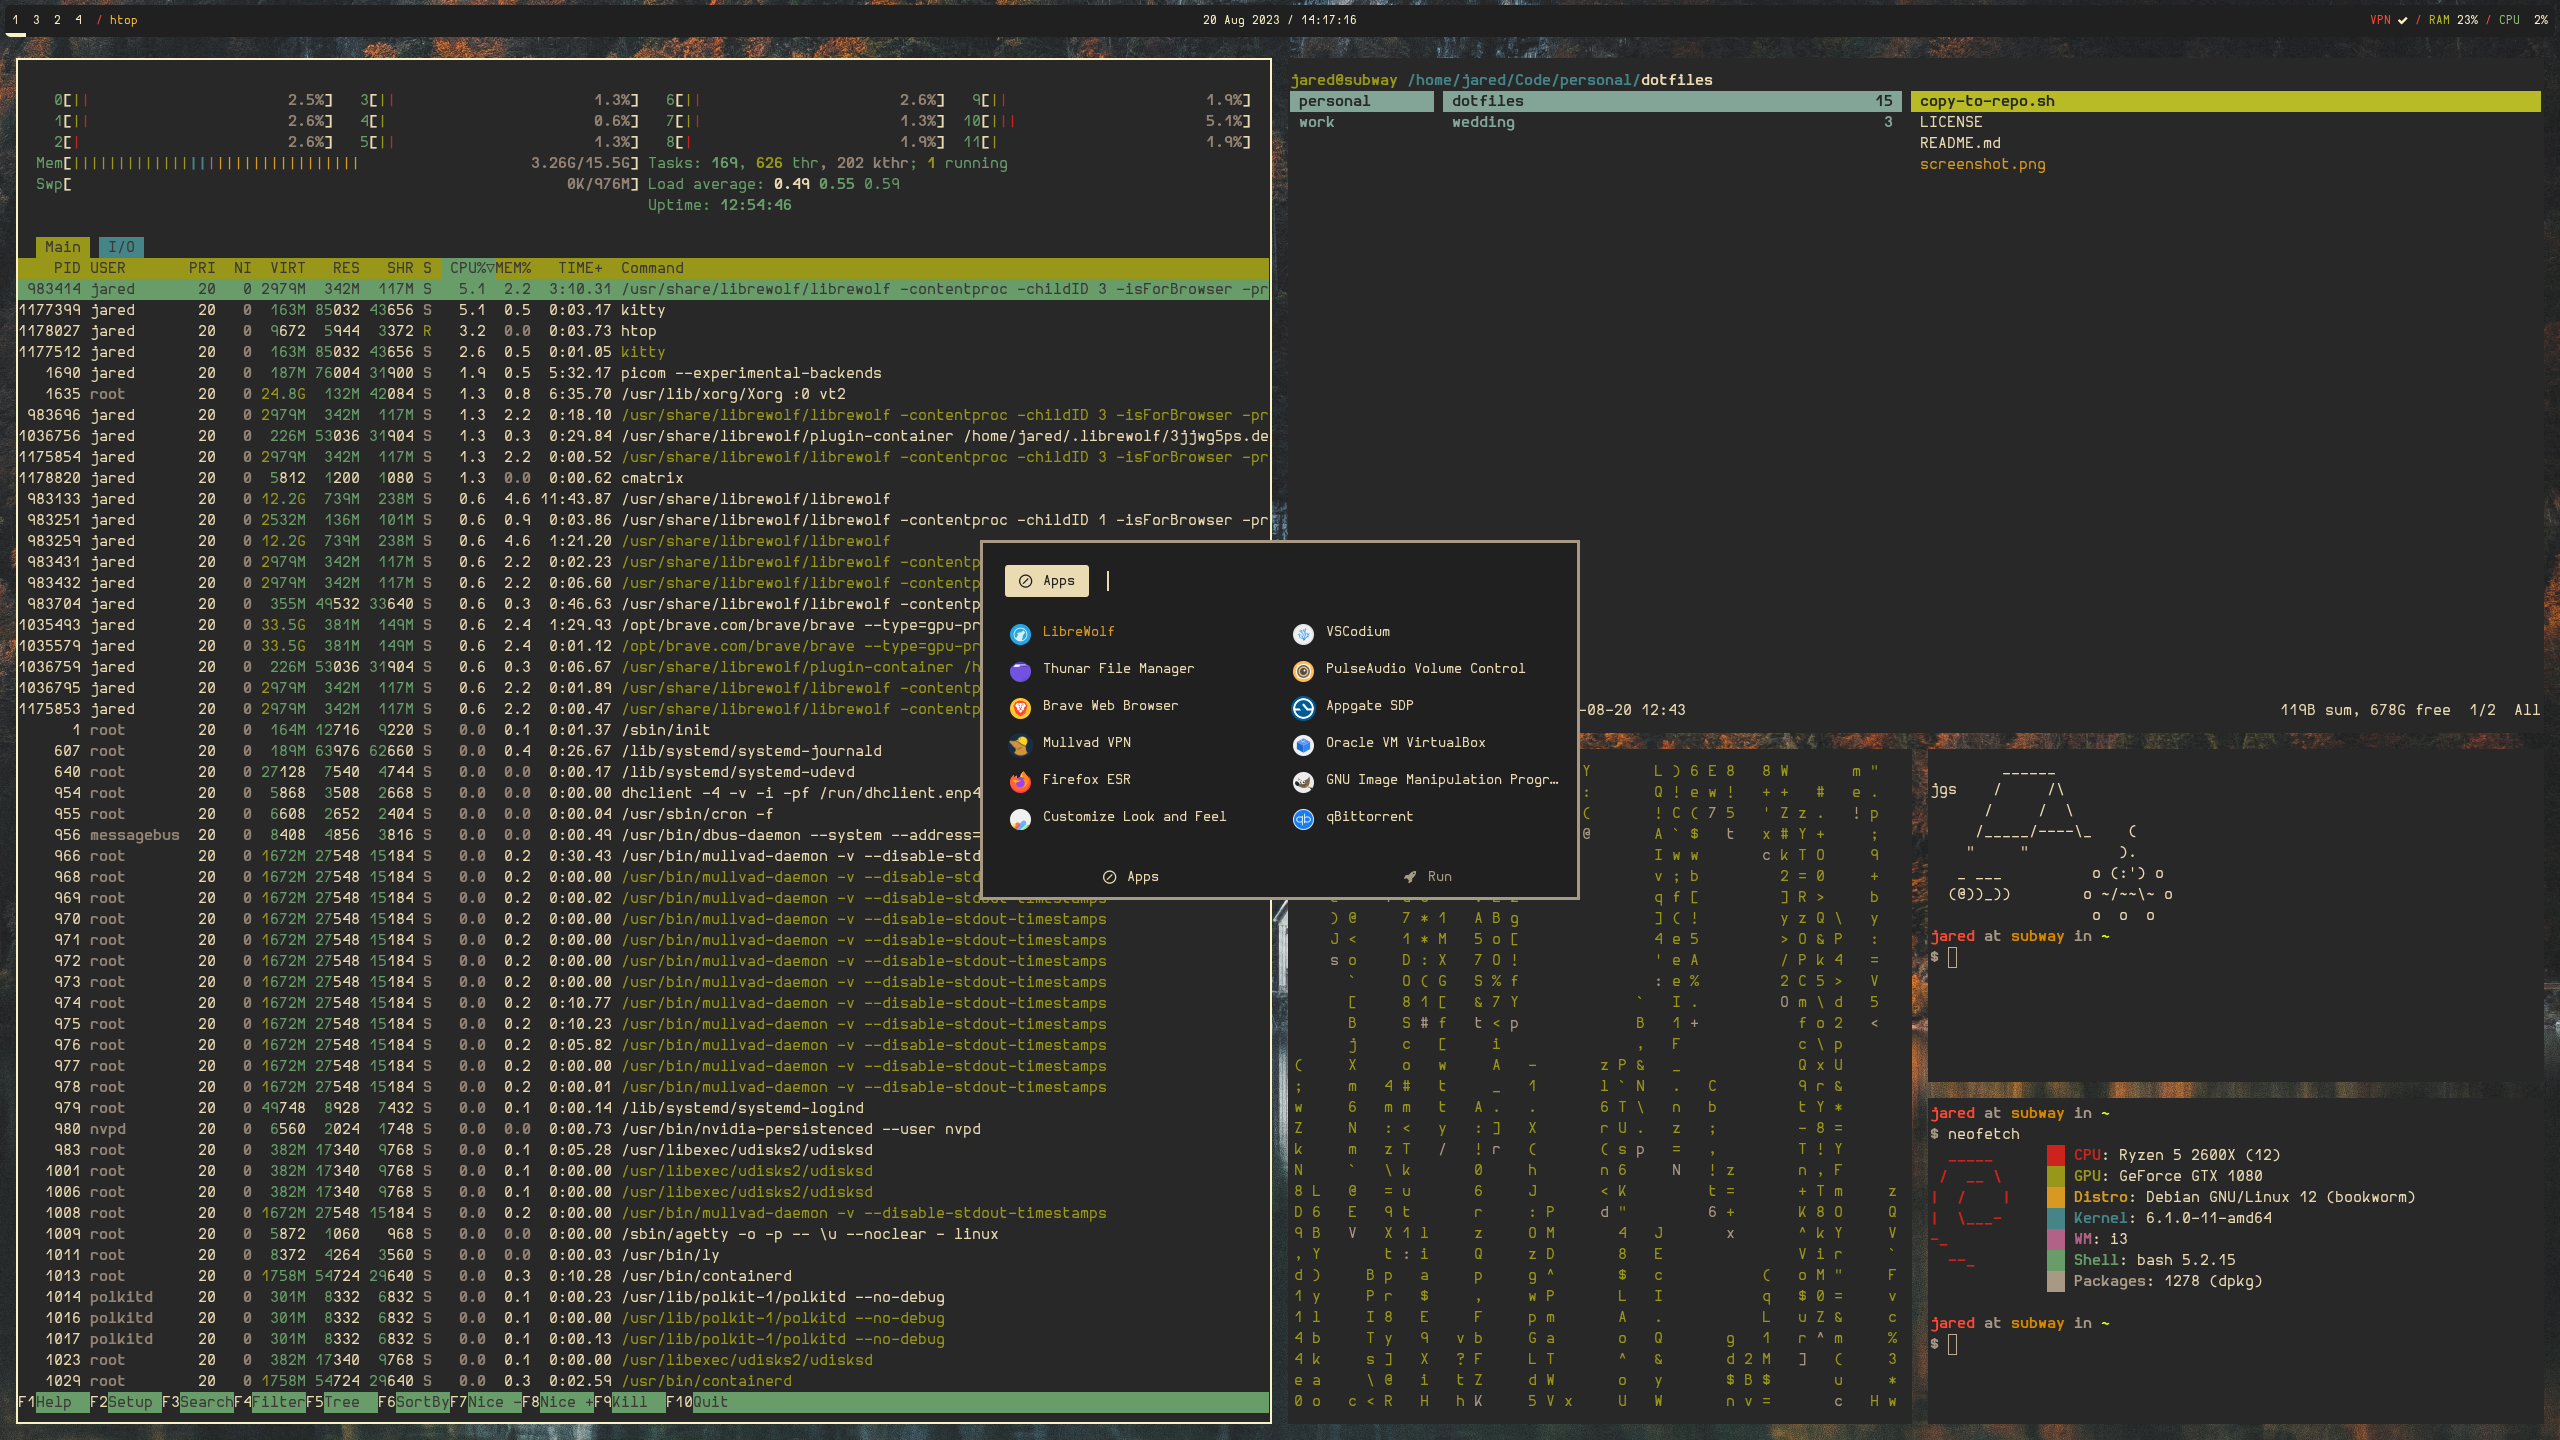 1 3 2 4 / htop
20 Aug 2023 / 14:17:16
VPN ✔ / RAM 23% / CPU 2%
0[|| 2.5%] 3[|| 1.3%] 6[|| 2.6%] 9[|| 1.9%]
1[|| 2.6%] 4[| 0.6%] 7[|| 1.3%] 10[||| 5.1%]
2[| 2.6%] 5[|| 1.3%] 8[| 1.9%] 11[| 1.9%]
Mem[|||||||||||||||||||||||||||||||| 3.26G/15.5G] Tasks: 169, 626 thr, 202 kthr; 1 running
Swp[ 0K/976M] Load average: 0.49 0.55 0.59
Uptime: 12:54:46
Main I/O
PID USER PRI NI VIRT RES SHR S CPU%▽MEM% TIME+ Command
983414 jared 20 0 2979M 342M 117M S 5.1 2.2 3:10.31 /usr/share/librewolf/librewolf -contentproc -childID 3 -isForBrowser -pr
1177399 jared 20 0 163M 85032 43656 S 5.1 0.5 0:03.17 kitty
1178027 jared 20 0 9672 5944 3372 R 3.2 0.0 0:03.73 htop
1177512 jared 20 0 163M 85032 43656 S 2.6 0.5 0:01.05 kitty
1690 jared 20 0 187M 76004 31900 S 1.9 0.5 5:32.17 picom --experimental-backends
1635 root 20 0 24.8G 132M 42084 S 1.3 0.8 6:35.70 /usr/lib/xorg/Xorg :0 vt2
983696 jared 20 0 2979M 342M 117M S 1.3 2.2 0:18.10 /usr/share/librewolf/librewolf -contentproc -childID 3 -isForBrowser -pr
1036756 jared 20 0 226M 53036 31904 S 1.3 0.3 0:29.84 /usr/share/librewolf/plugin-container /home/jared/.librewolf/3jjwg5ps.de
1175854 jared 20 0 2979M 342M 117M S 1.3 2.2 0:00.52 /usr/share/librewolf/librewolf -contentproc -childID 3 -isForBrowser -pr
1178820 jared 20 0 5812 1200 1080 S 1.3 0.0 0:00.62 cmatrix
983133 jared 20 0 12.2G 739M 238M S 0.6 4.6 11:43.87 /usr/share/librewolf/librewolf
983251 jared 20 0 2532M 136M 101M S 0.6 0.9 0:03.86 /usr/share/librewolf/librewolf -contentproc -childID 1 -isForBrowser -pr
983259 jared 20 0 12.2G 739M 238M S 0.6 4.6 1:21.20 /usr/share/librewolf/librewolf
983431 jared 20 0 2979M 342M 117M S 0.6 2.2 0:02.23 /usr/share/librewolf/librewolf -contentp
983432 jared 20 0 2979M 342M 117M S 0.6 2.2 0:06.60 /usr/share/librewolf/librewolf -contentp
983704 jared 20 0 355M 49532 33640 S 0.6 0.3 0:46.63 /usr/share/librewolf/librewolf -contentp
1035493 jared 20 0 33.5G 381M 149M S 0.6 2.4 1:29.93 /opt/brave.com/brave/brave --type=gpu-pr
1035579 jared 20 0 33.5G 381M 149M S 0.6 2.4 0:01.12 /opt/brave.com/brave/brave --type=gpu-pr
1036759 jared 20 0 226M 53036 31904 S 0.6 0.3 0:06.67 /usr/share/librewolf/plugin-container /h
1036795 jared 20 0 2979M 342M 117M S 0.6 2.2 0:01.89 /usr/share/librewolf/librewolf -contentp
1175853 jared 20 0 2979M 342M 117M S 0.6 2.2 0:00.47 /usr/share/librewolf/librewolf -contentp
1 root 20 0 164M 12716 9220 S 0.0 0.1 0:01.37 /sbin/init
607 root 20 0 189M 63976 62660 S 0.0 0.4 0:26.67 /lib/systemd/systemd-journald
640 root 20 0 27128 7540 4744 S 0.0 0.0 0:00.17 /lib/systemd/systemd-udevd
954 root 20 0 5868 3508 2668 S 0.0 0.0 0:00.00 dhclient -4 -v -i -pf /run/dhclient.enp4
955 root 20 0 6608 2652 2404 S 0.0 0.0 0:00.04 /usr/sbin/cron -f
956 messagebus 20 0 8408 4856 3816 S 0.0 0.0 0:00.49 /usr/bin/dbus-daemon --system --address=
966 root 20 0 1672M 27548 15184 S 0.0 0.2 0:30.43 /usr/bin/mullvad-daemon -v --disable-std
968 root 20 0 1672M 27548 15184 S 0.0 0.2 0:00.00 /usr/bin/mullvad-daemon -v --disable-std
969 root 20 0 1672M 27548 15184 S 0.0 0.2 0:00.02 /usr/bin/mullvad-daemon -v --disable-stdout-timestamps
970 root 20 0 1672M 27548 15184 S 0.0 0.2 0:00.00 /usr/bin/mullvad-daemon -v --disable-stdout-timestamps
971 root 20 0 1672M 27548 15184 S 0.0 0.2 0:00.00 /usr/bin/mullvad-daemon -v --disable-stdout-timestamps
972 root 20 0 1672M 27548 15184 S 0.0 0.2 0:00.00 /usr/bin/mullvad-daemon -v --disable-stdout-timestamps
973 root 20 0 1672M 27548 15184 S 0.0 0.2 0:00.00 /usr/bin/mullvad-daemon -v --disable-stdout-timestamps
974 root 20 0 1672M 27548 15184 S 0.0 0.2 0:10.77 /usr/bin/mullvad-daemon -v --disable-stdout-timestamps
975 root 20 0 1672M 27548 15184 S 0.0 0.2 0:10.23 /usr/bin/mullvad-daemon -v --disable-stdout-timestamps
976 root 20 0 1672M 27548 15184 S 0.0 0.2 0:05.82 /usr/bin/mullvad-daemon -v --disable-stdout-timestamps
977 root 20 0 1672M 27548 15184 S 0.0 0.2 0:00.00 /usr/bin/mullvad-daemon -v --disable-stdout-timestamps
978 root 20 0 1672M 27548 15184 S 0.0 0.2 0:00.01 /usr/bin/mullvad-daemon -v --disable-stdout-timestamps
979 root 20 0 49748 8928 7432 S 0.0 0.1 0:00.14 /lib/systemd/systemd-logind
980 nvpd 20 0 6560 2024 1748 S 0.0 0.0 0:00.73 /usr/bin/nvidia-persistenced --user nvpd
983 root 20 0 382M 17340 9768 S 0.0 0.1 0:05.28 /usr/libexec/udisks2/udisksd
1001 root 20 0 382M 17340 9768 S 0.0 0.1 0:00.00 /usr/libexec/udisks2/udisksd
1006 root 20 0 382M 17340 9768 S 0.0 0.1 0:00.00 /usr/libexec/udisks2/udisksd
1008 root 20 0 1672M 27548 15184 S 0.0 0.2 0:00.00 /usr/bin/mullvad-daemon -v --disable-stdout-timestamps
1009 root 20 0 5872 1060 968 S 0.0 0.0 0:00.00 /sbin/agetty -o -p -- \u --noclear - linux
1011 root 20 0 8372 4264 3560 S 0.0 0.0 0:00.03 /usr/bin/ly
1013 root 20 0 1758M 54724 29640 S 0.0 0.3 0:10.28 /usr/bin/containerd
1014 polkitd 20 0 301M 8332 6832 S 0.0 0.1 0:00.23 /usr/lib/polkit-1/polkitd --no-debug
1016 polkitd 20 0 301M 8332 6832 S 0.0 0.1 0:00.00 /usr/lib/polkit-1/polkitd --no-debug
1017 polkitd 20 0 301M 8332 6832 S 0.0 0.1 0:00.13 /usr/lib/polkit-1/polkitd --no-debug
1023 root 20 0 382M 17340 9768 S 0.0 0.1 0:00.00 /usr/libexec/udisks2/udisksd
1029 root 20 0 1758M 54724 29640 S 0.0 0.3 0:02.59 /usr/bin/containerd
F1Help F2Setup F3SearchF4FilterF5Tree F6SortByF7Nice -F8Nice +F9Kill F10Quit
jared@subway /home/jared/Code/personal/dotfiles
personal dotfiles 15 copy-to-repo.sh
work wedding 3 LICENSE
README.md
screenshot.png
-08-20 12:43 119B sum, 678G free 1/2 All
Apps
LibreWolf VSCodium
Thunar File Manager PulseAudio Volume Control
Brave Web Browser Appgate SDP
Mullvad VPN Oracle VM VirtualBox
Firefox ESR GNU Image Manipulation Progr…
Customize Look and Feel qBittorrent
Apps Run
jgs
jared at subway in ~
$
jared at subway in ~
$ neofetch
CPU: Ryzen 5 2600X (12)
GPU: GeForce GTX 1080
Distro: Debian GNU/Linux 12 (bookworm)
Kernel: 6.1.0-11-amd64
WM: i3
Shell: bash 5.2.15
Packages: 1278 (dpkg)
jared at subway in ~
$